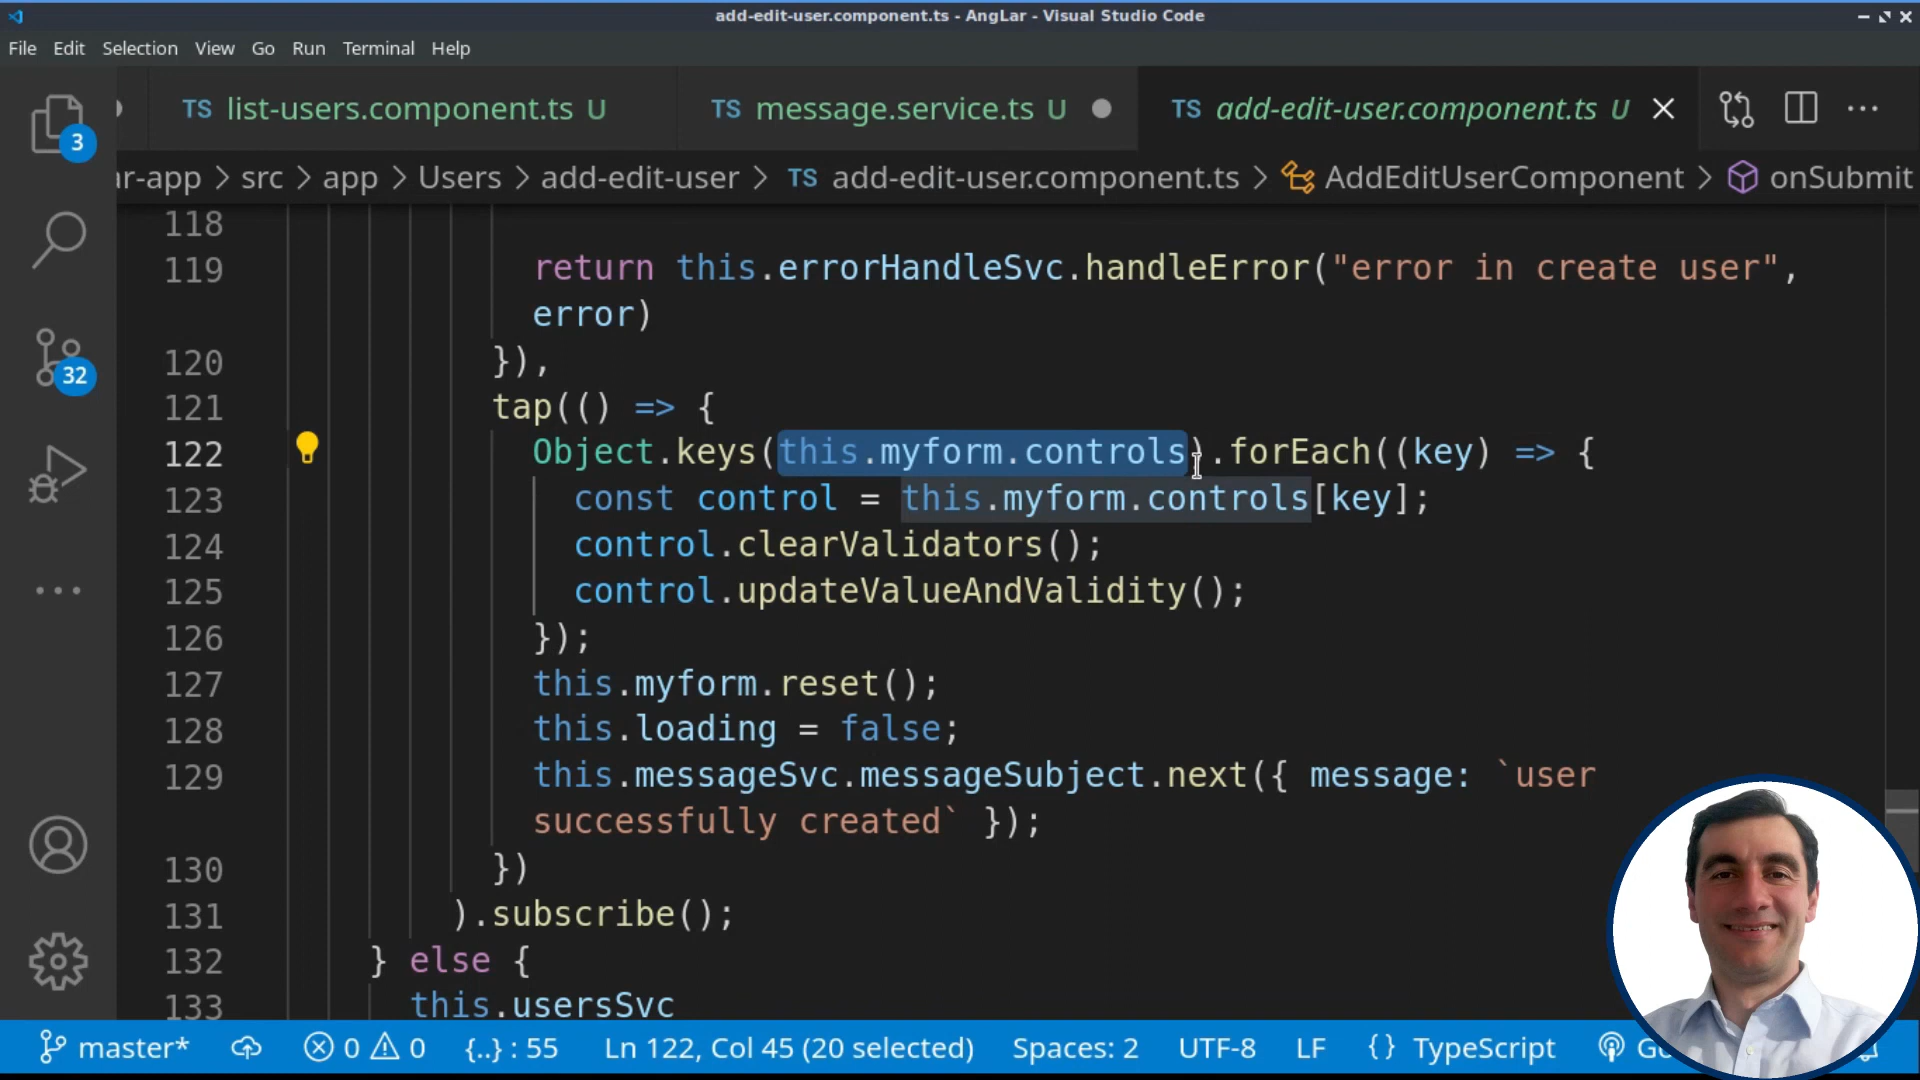 add-edit-user.component.ts - AngLar - Visual Studio Code
File Edit Selection View Go Run Terminal Help
TS list-users.component.ts U TS message.service.ts U TS add-edit-user.component.ts U
ar-app > src > app > Users > add-edit-user > TS add-edit-user.component.ts > AddEditUserComponent > onSubmit
3
32
118
119 return this.errorHandleSvc.handleError("error in create user",
error)
120 }),
121 tap(() => {
122 Object.keys(this.myform.controls).forEach((key) => {
123 const control = this.myform.controls[key];
124 control.clearValidators();
125 control.updateValueAndValidity();
126 });
127 this.myform.reset();
128 this.loading = false;
129 this.messageSvc.messageSubject.next({ message: `user
successfully created` });
130 })
131 ).subscribe();
132 } else {
133 this.usersSvc
master* 0 0 {..} : 55 Ln 122, Col 45 (20 selected) Spaces: 2 UTF-8 LF {} TypeScript